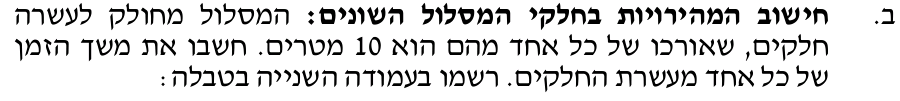 ב. חישוב המהירויות בחלקי המסלול השונים: המסלול מחולק לעשרה
חלקים, שאורכו של כל אחד מהם הוא 10 מטרים. חשבו את משך הזמן
של כל אחד מעשרת החלקים. רשמו בעמודה השנייה בטבלה: